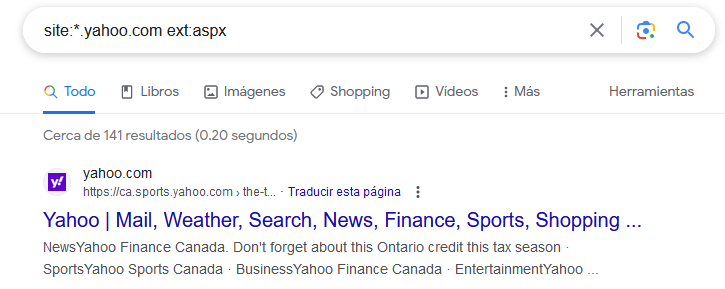 site:*.yahoo.com ext:aspx
Todo Libros Imágenes Shopping Vídeos Más Herramientas
Cerca de 141 resultados (0.20 segundos)
y!
yahoo.com
https://ca.sports.yahoo.com › the-t... · Traducir esta página
Yahoo | Mail, Weather, Search, News, Finance, Sports, Shopping ...
NewsYahoo Finance Canada. Don't forget about this Ontario credit this tax season ·
SportsYahoo Sports Canada · BusinessYahoo Finance Canada · EntertainmentYahoo ...